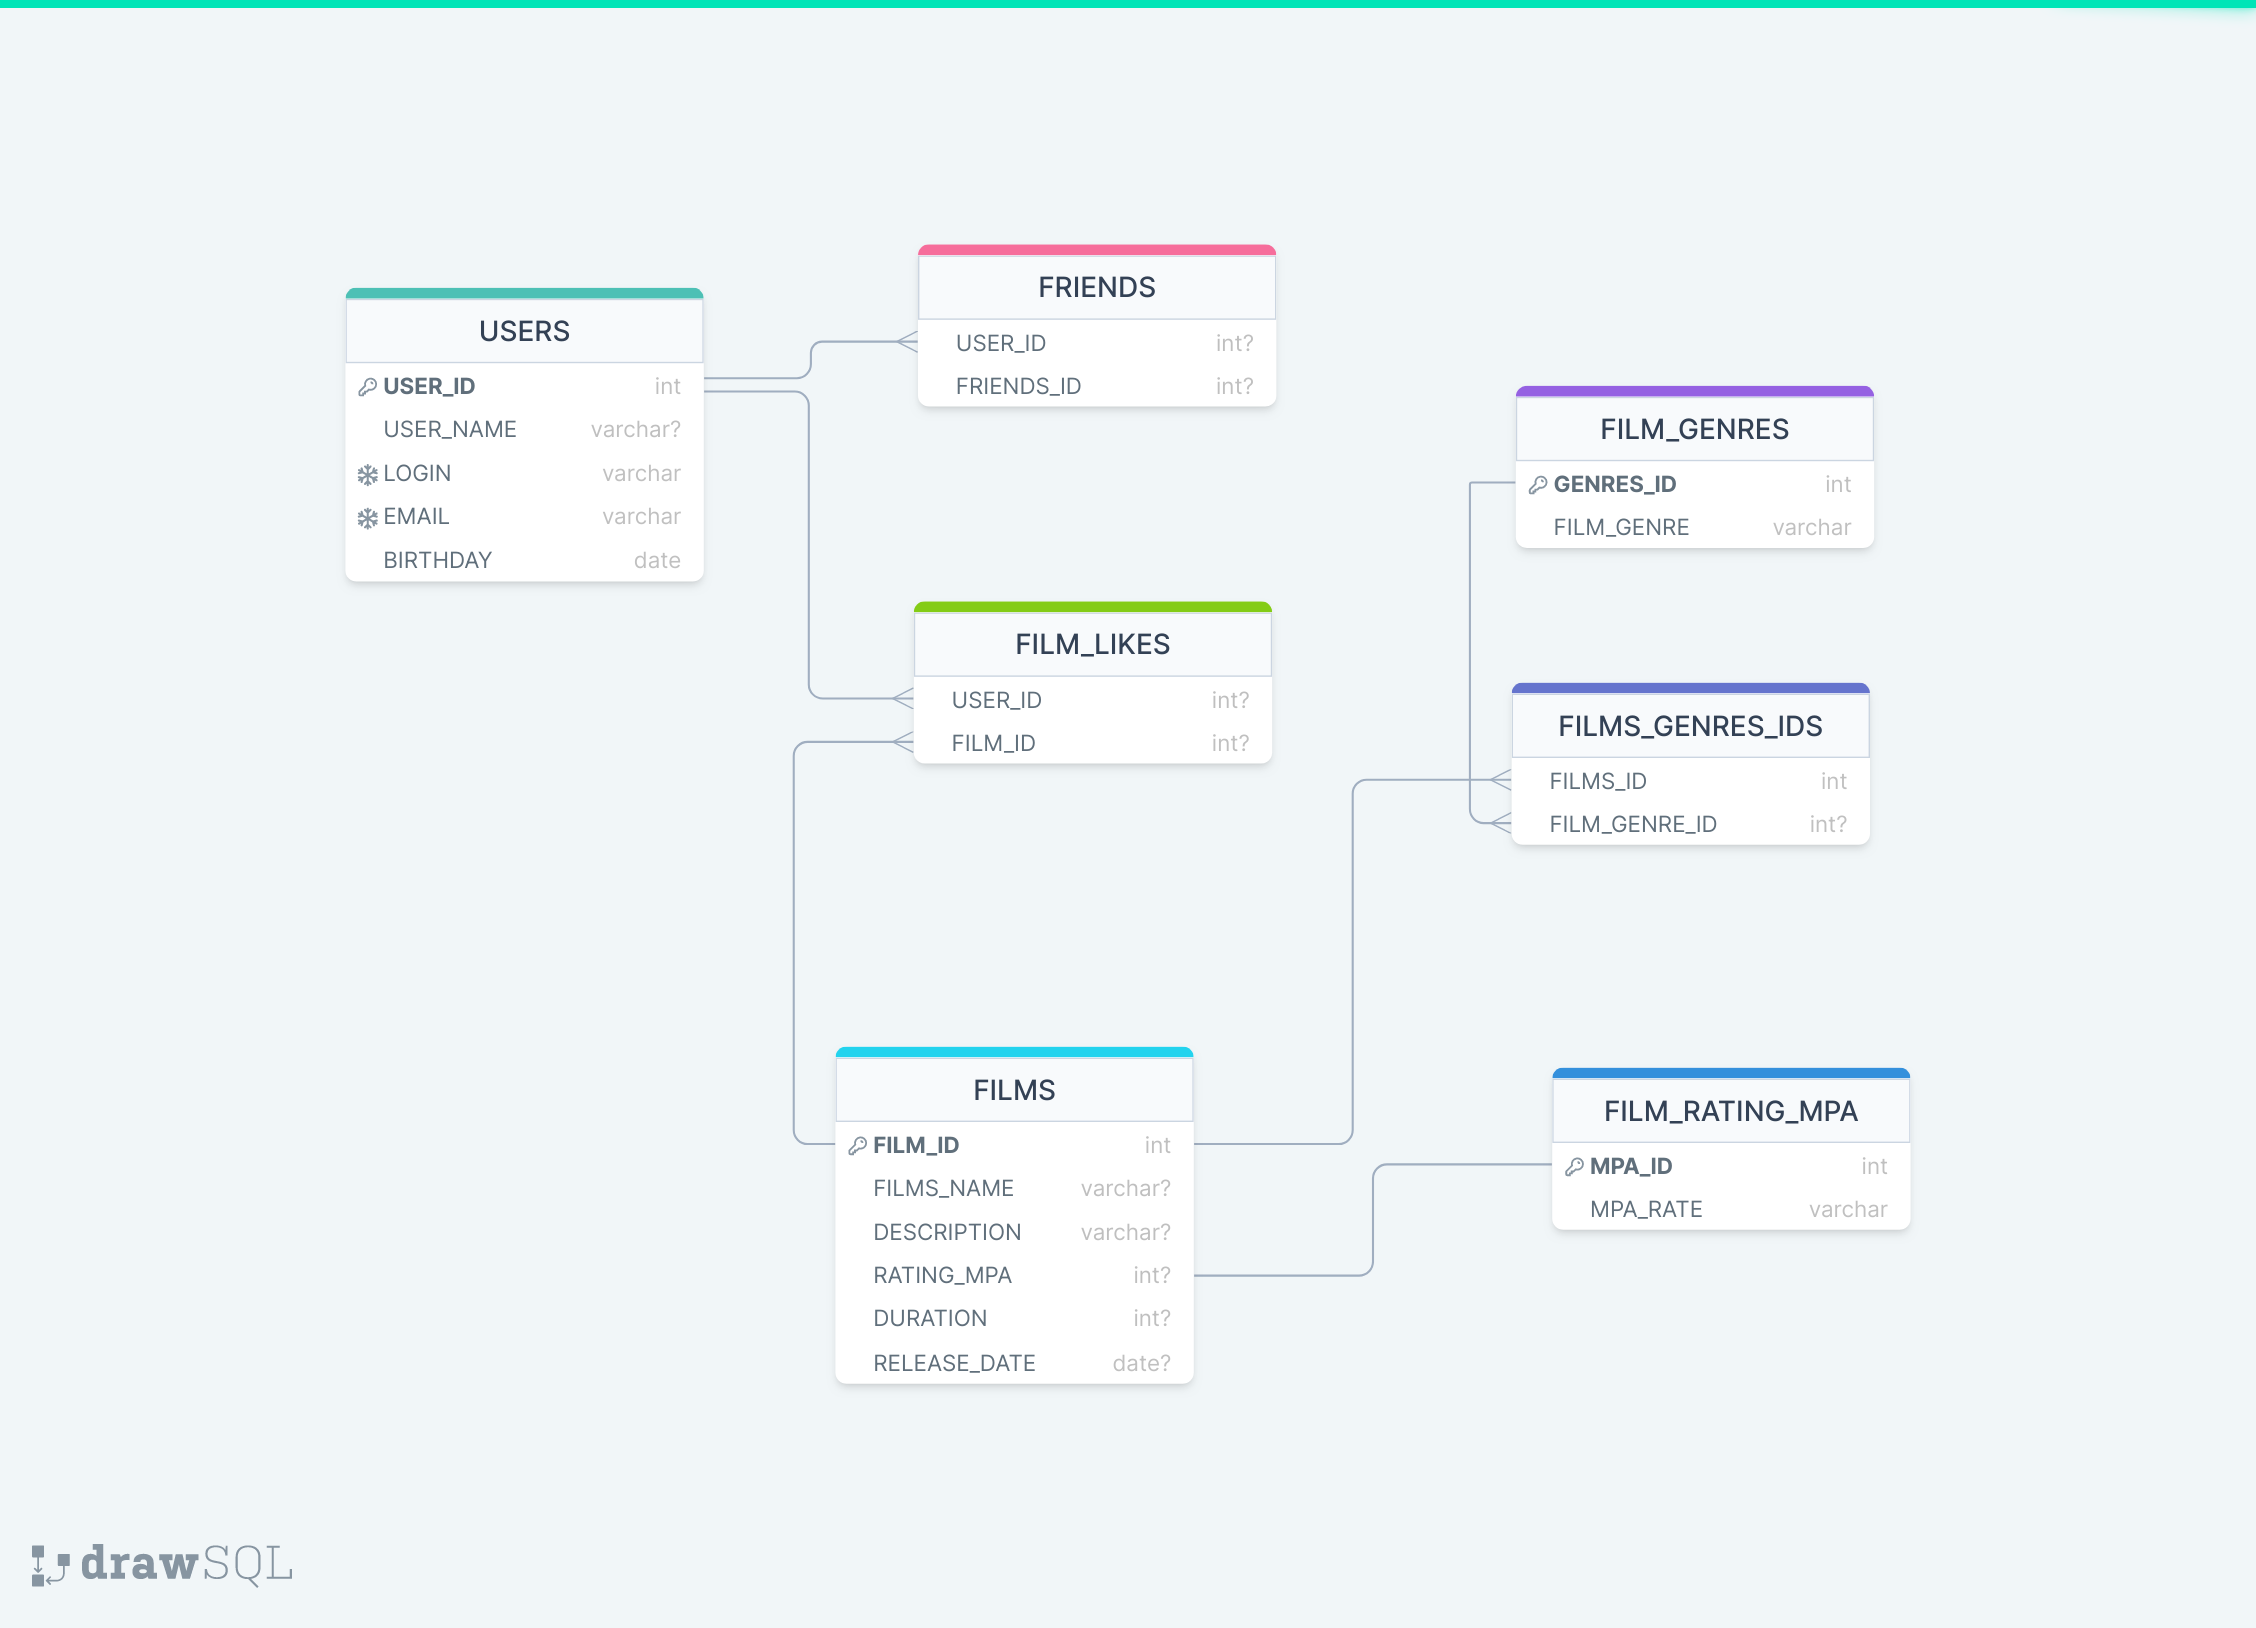 USERS
USER_ID int
USER_NAME varchar?
LOGIN varchar
EMAIL varchar
BIRTHDAY date
FRIENDS
USER_ID int?
FRIENDS_ID int?
FILM_GENRES
GENRES_ID int
FILM_GENRE varchar
FILM_LIKES
USER_ID int?
FILM_ID int?
FILMS_GENRES_IDS
FILMS_ID int
FILM_GENRE_ID int?
FILMS
FILM_ID int
FILMS_NAME varchar?
DESCRIPTION varchar?
RATING_MPA int?
DURATION int?
RELEASE_DATE date?
FILM_RATING_MPA
MPA_ID int
MPA_RATE varchar
drawSQL